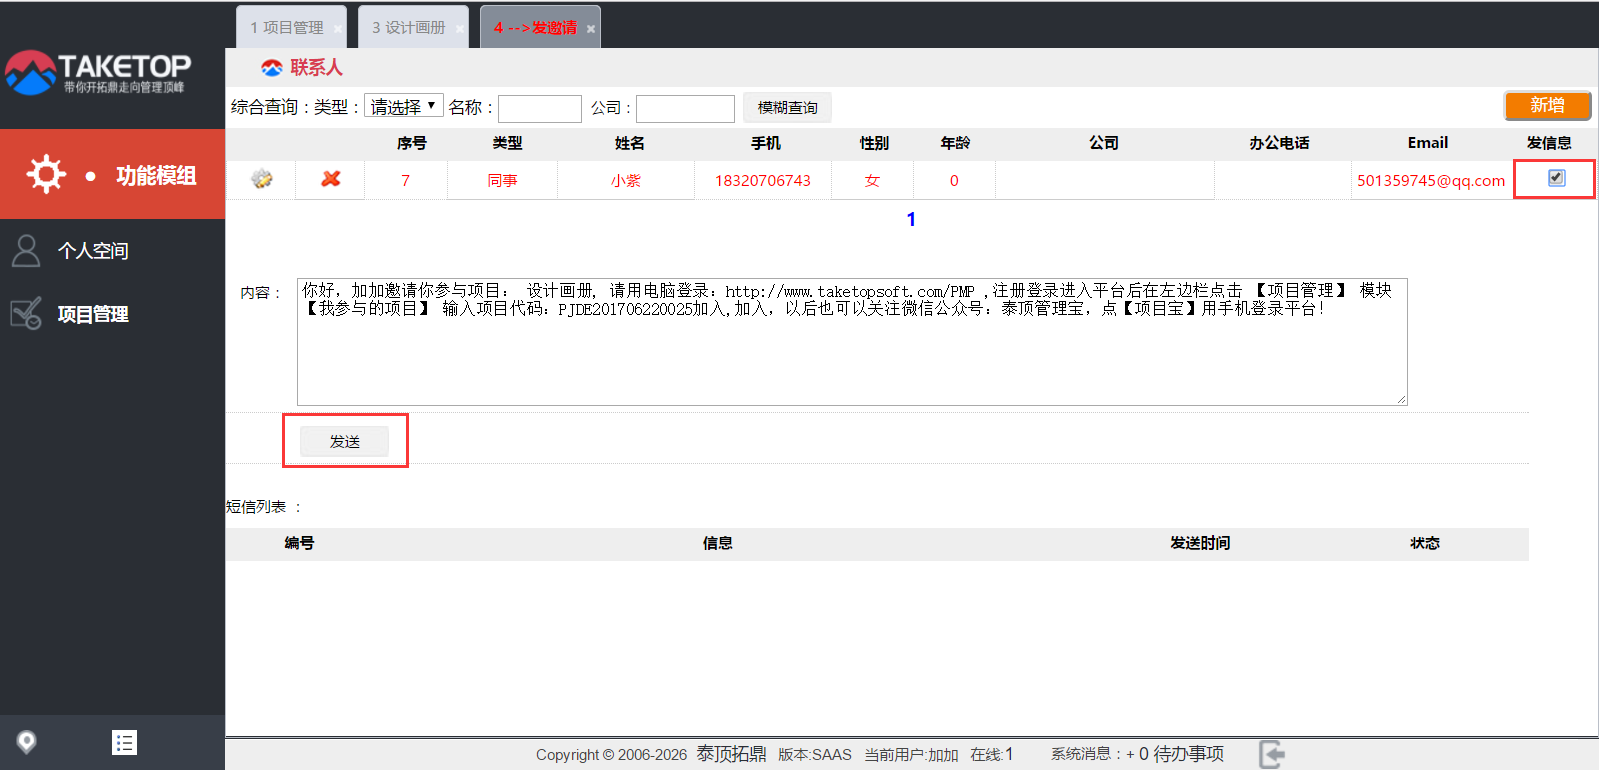 1 项目管理
3 设计画册
4 -->发邀请
TAKETOP
带你开拓鼎走向管理顶峰
联系人
综合查询：类型：请选择 名称： 公司： 模糊查询
新增
序号 类型 姓名 手机 性别 年龄 公司 办公电话 Email 发信息
功能模组
7 同事 小紫 18320706743 女 0 501359745@qq.com
1
个人空间
项目管理
内容：
你好，加加邀请你参与项目： 设计画册, 请用电脑登录：http://www.taketopsoft.com/PMP ,注册登录进入平台后在左边栏点击 【项目管理】 模块
【我参与的项目】 输入项目代码：PJDE201706220025加入,加入，以后也可以关注微信公众号：泰顶管理宝，点【项目宝】用手机登录平台！
发送
短信列表 ：
编号 信息 发送时间 状态
Copyright © 2006-2026 泰顶拓鼎 版本:SAAS 当前用户:加加 在线:1 系统消息：+ 0 待办事项